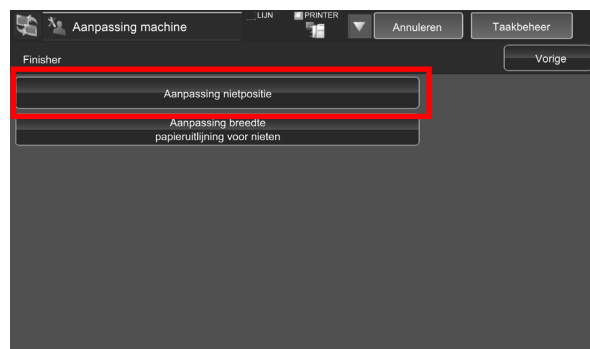 LIJN
PRINTER
Aanpassing machine
Annuleren
Taakbeheer
Finisher
Vorige
Aanpassing nietpositie
Aanpassing breedte
papieruitlijning voor nieten